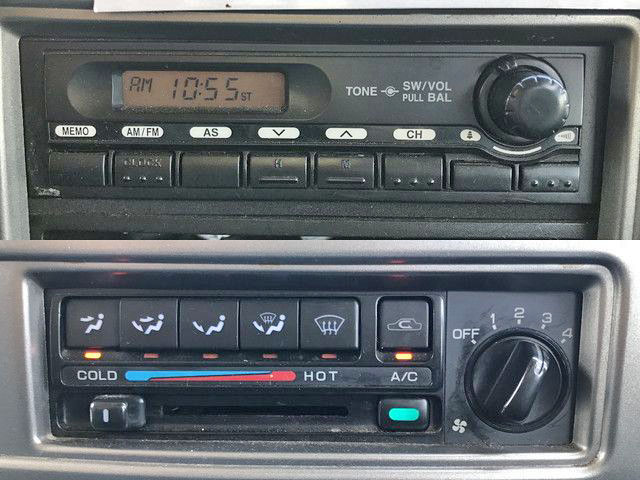 AM 10:55 ST
TONE SW/VOL
PULL BAL
MEMO AM/FM AS CH
CLOCK H M
1 2 3 4
OFF
COLD HOT A/C